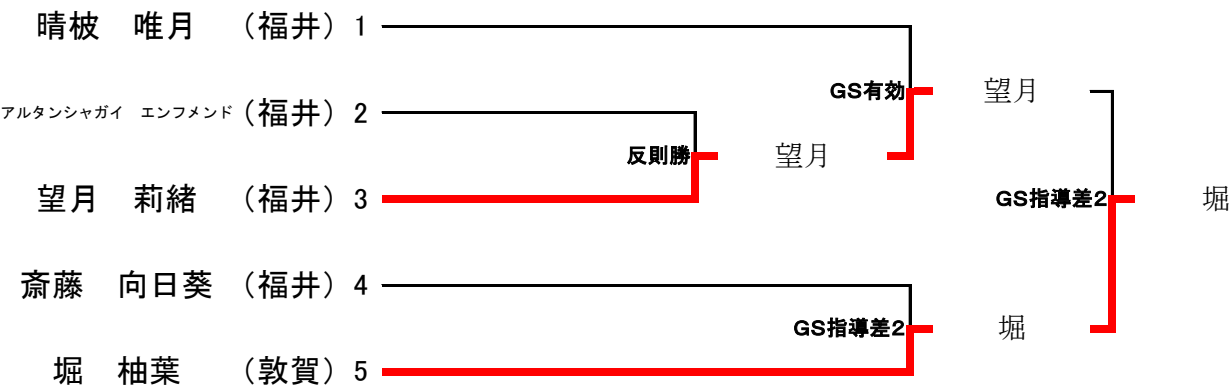 晴枝　唯月　（福井）1
GS有効　望月
アルタンシャガイ　エンフメンド（福井）2
反則勝　望月
望月　莉緒　（福井）3
GS指導差2　堀
斎藤　向日葵　（福井）4
GS指導差2　堀
堀　柚葉　（敦賀）5